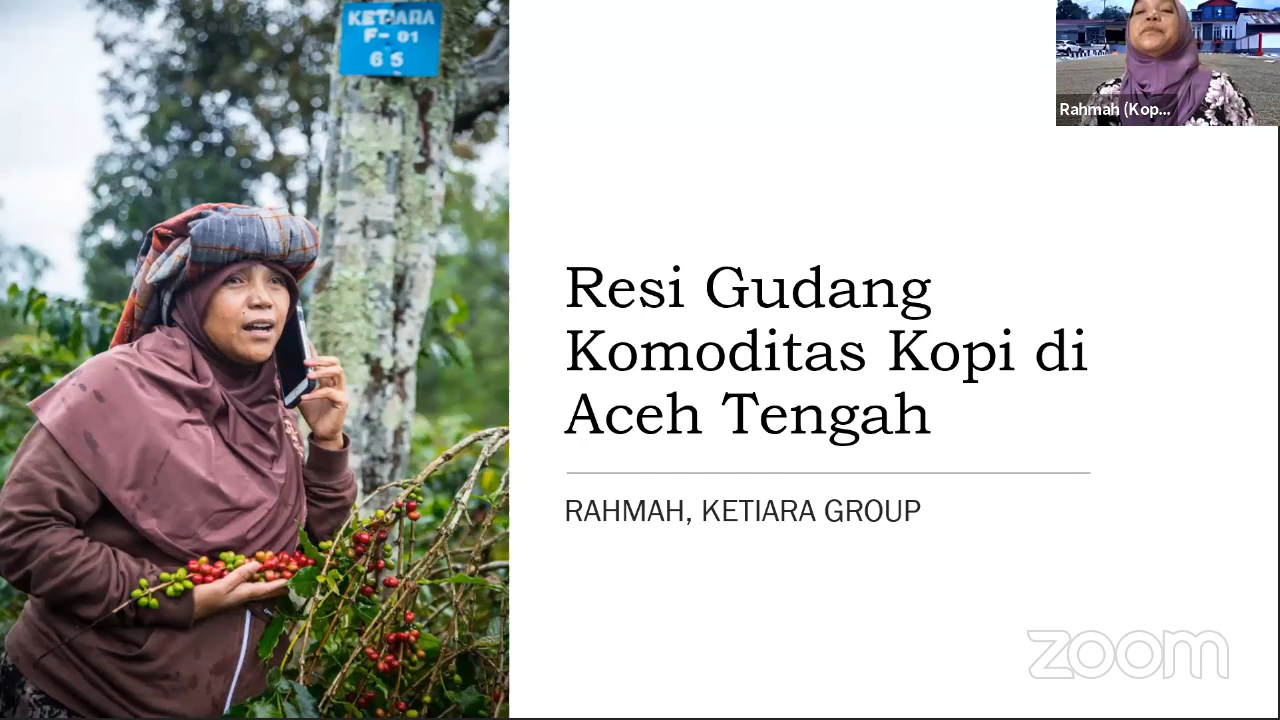 KETIARA
F- 01
65
Rahmah (Kop...
Resi Gudang
Komoditas Kopi di
Aceh Tengah
RAHMAH, KETIARA GROUP
zoom